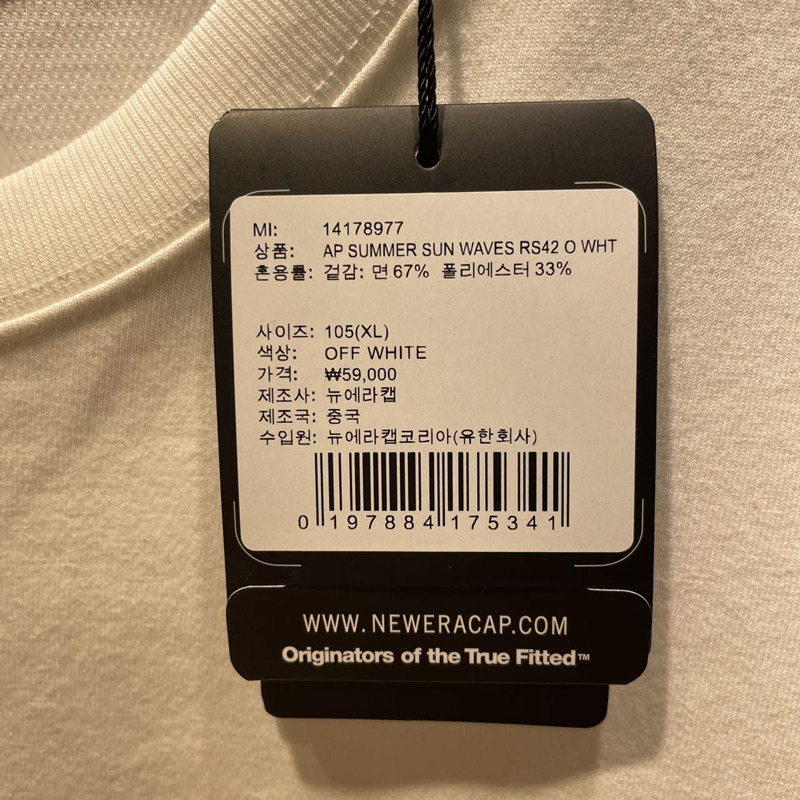 MI: 14178977
상품: AP SUMMER SUN WAVES RS42 O WHT
혼용률: 겉감: 면 67% 폴리에스터 33%
사이즈: 105(XL)
색상: OFF WHITE
가격: ₩59,000
제조사: 뉴에라캡
제조국: 중국
수입원: 뉴에라캡코리아(유한회사)
0 197884 175341
WWW.NEWERACAP.COM
Originators of the True Fitted™